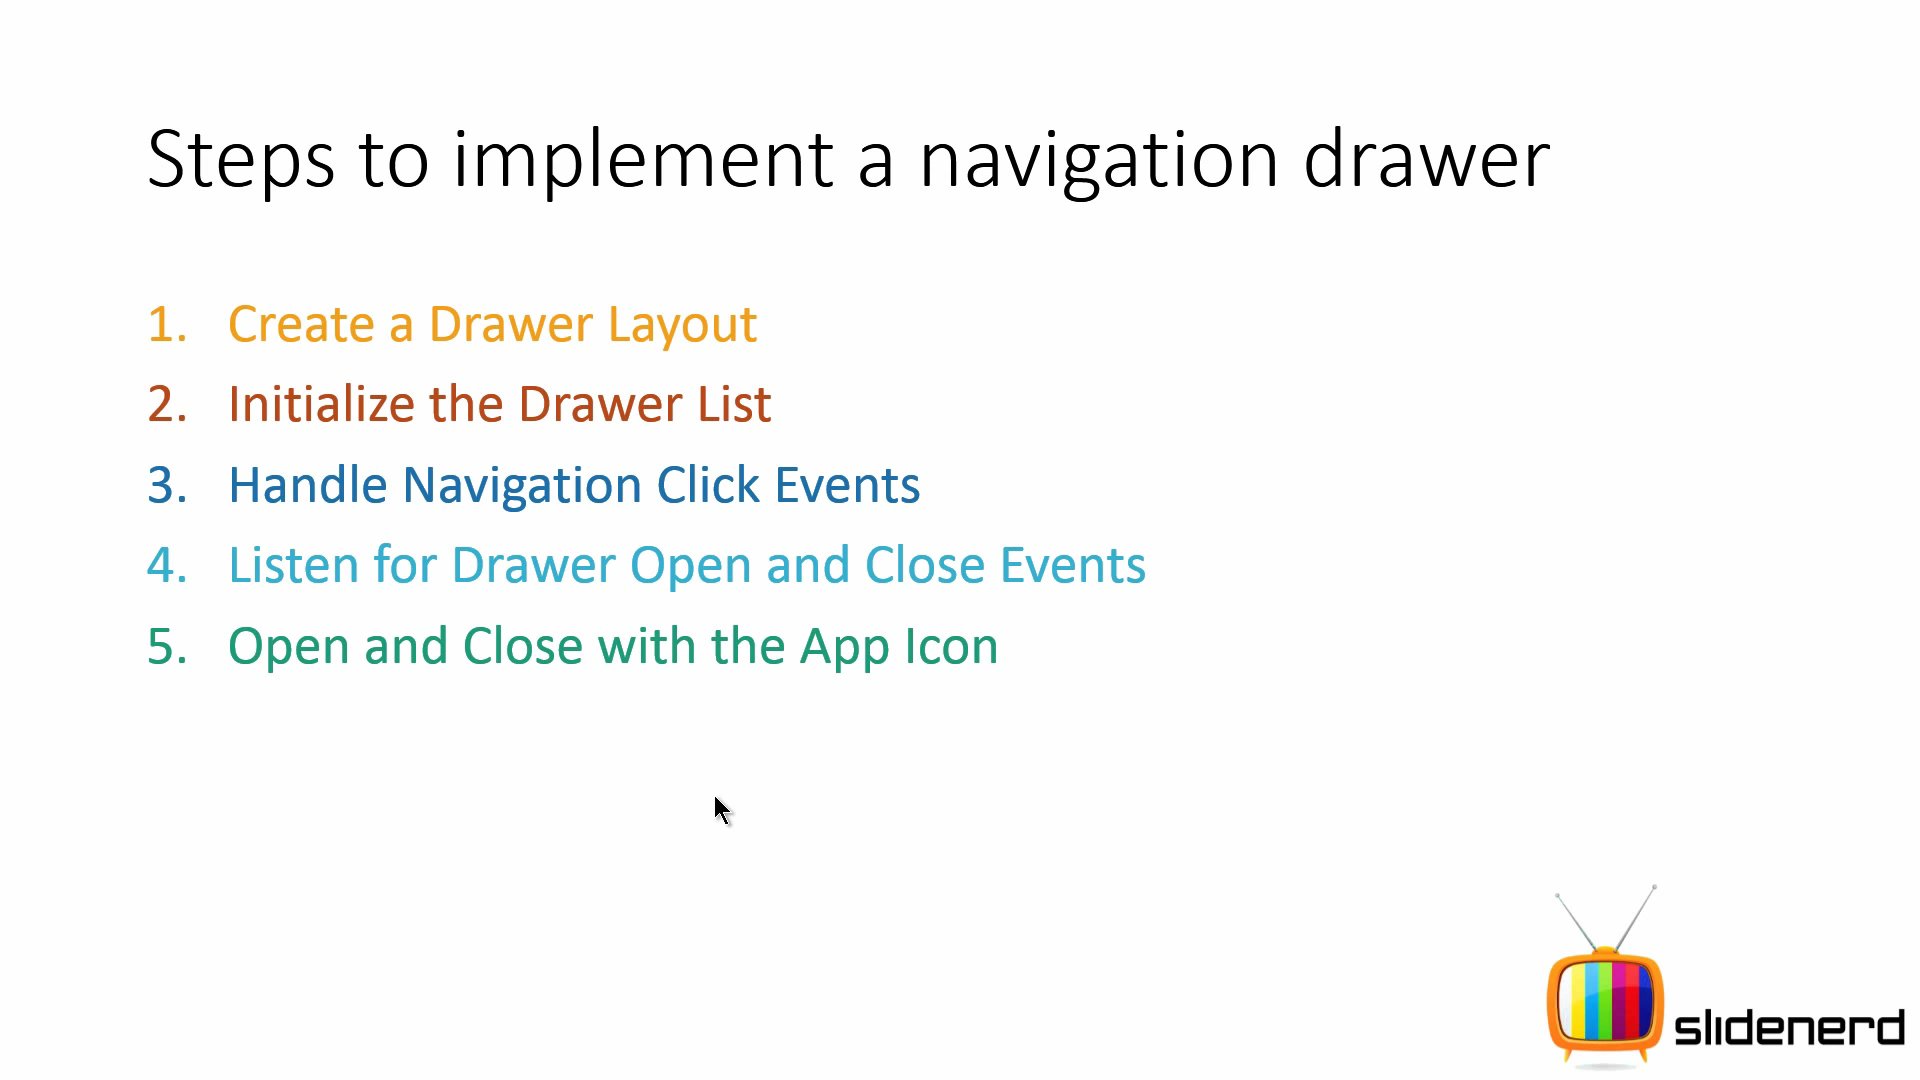 Steps to implement a navigation drawer
1. Create a Drawer Layout
2. Initialize the Drawer List
3. Handle Navigation Click Events
4. Listen for Drawer Open and Close Events
5. Open and Close with the App Icon
slidenerd